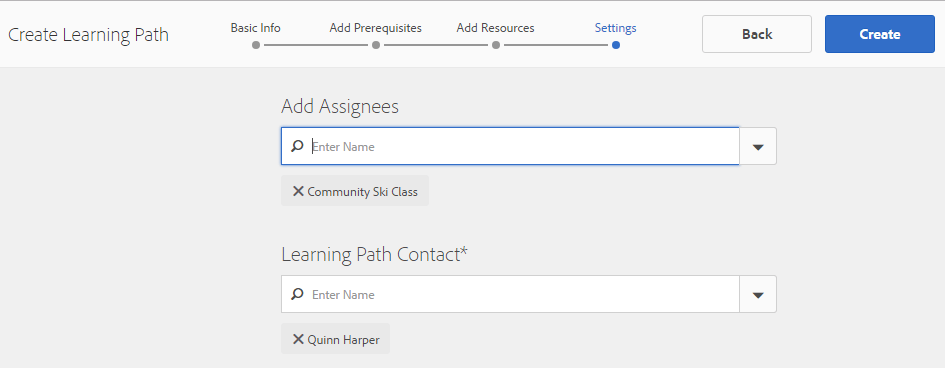 Create Learning Path
Basic Info
Add Prerequisites
Add Resources
Settings
Back
Create
Add Assignees
Enter Name
Community Ski Class
Learning Path Contact*
Enter Name
Quinn Harper